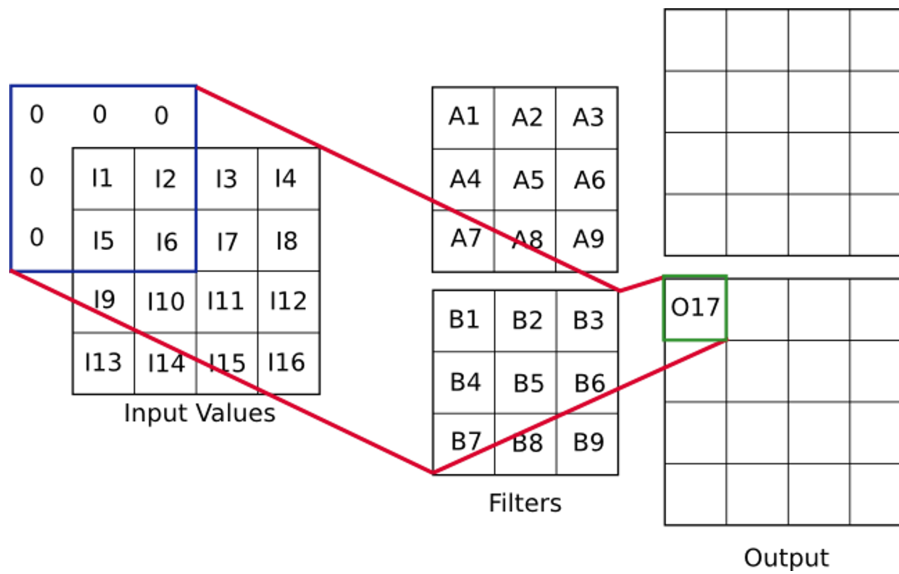 0 0 0
0 I1 I2 I3 I4
0 I5 I6 I7 I8
I9 I10 I11 I12
I13 I14 I15 I16
Input Values
A1 A2 A3
A4 A5 A6
A7 A8 A9
B1 B2 B3
B4 B5 B6
B7 B8 B9
Filters
O17
Output